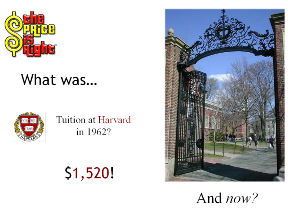 the
PRICE
is
Right
What was...
Tuition at Harvard
in 1962?
$1,520!
And now?